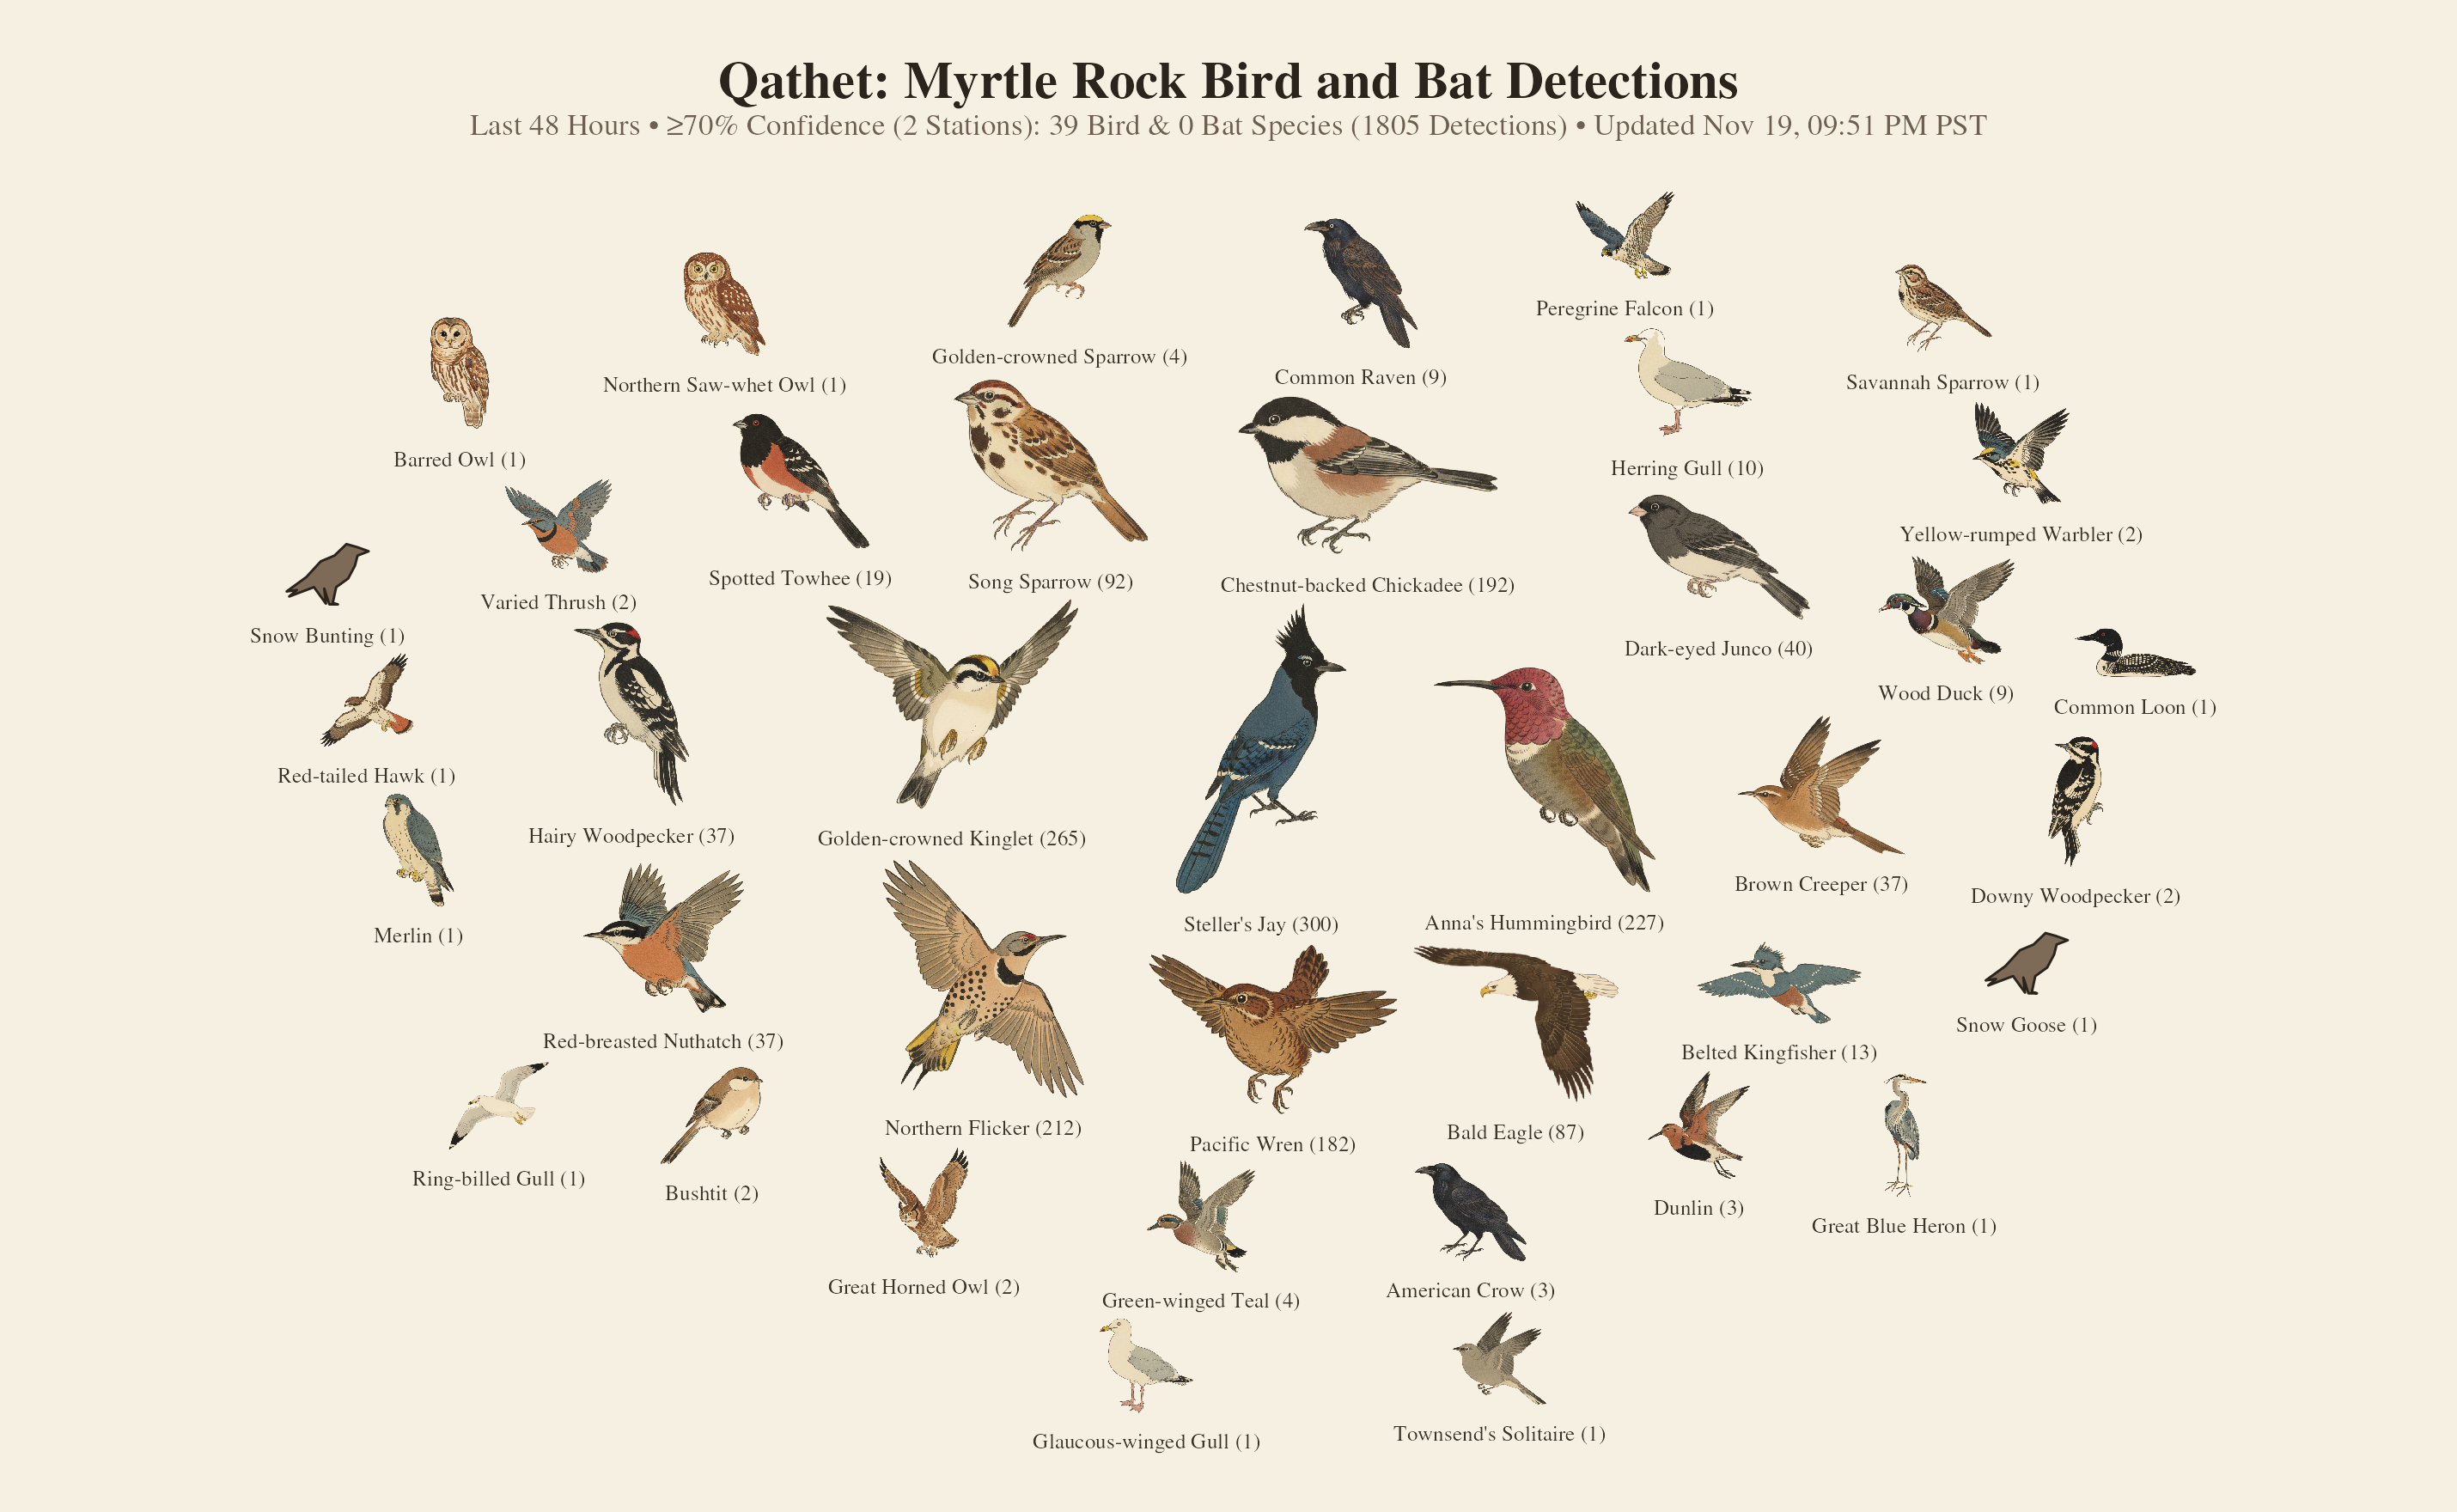 Qathet: Myrtle Rock Bird and Bat Detections
Last 48 Hours • ≥70% Confidence (2 Stations): 39 Bird & 0 Bat Species (1805 Detections) • Updated Nov 19, 09:51 PM PST
Peregrine Falcon (1)
Golden-crowned Sparrow (4)
Common Raven (9)
Northern Saw-whet Owl (1)
Savannah Sparrow (1)
Barred Owl (1)
Herring Gull (10)
Yellow-rumped Warbler (2)
Spotted Towhee (19)
Song Sparrow (92)
Chestnut-backed Chickadee (192)
Varied Thrush (2)
Snow Bunting (1)
Dark-eyed Junco (40)
Wood Duck (9)
Common Loon (1)
Red-tailed Hawk (1)
Hairy Woodpecker (37)
Golden-crowned Kinglet (265)
Brown Creeper (37)
Downy Woodpecker (2)
Steller's Jay (300)
Anna's Hummingbird (227)
Merlin (1)
Snow Goose (1)
Red-breasted Nuthatch (37)
Belted Kingfisher (13)
Northern Flicker (212)
Bald Eagle (87)
Pacific Wren (182)
Ring-billed Gull (1)
Bushtit (2)
Dunlin (3)
Great Blue Heron (1)
Great Horned Owl (2)
American Crow (3)
Green-winged Teal (4)
Townsend's Solitaire (1)
Glaucous-winged Gull (1)